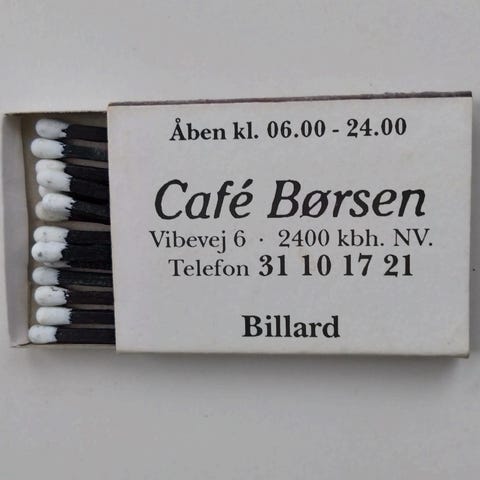 Åben kl. 06.00 - 24.00
Café Børsen
Vibevej 6 · 2400 kbh. NV.
Telefon 31 10 17 21
Billard